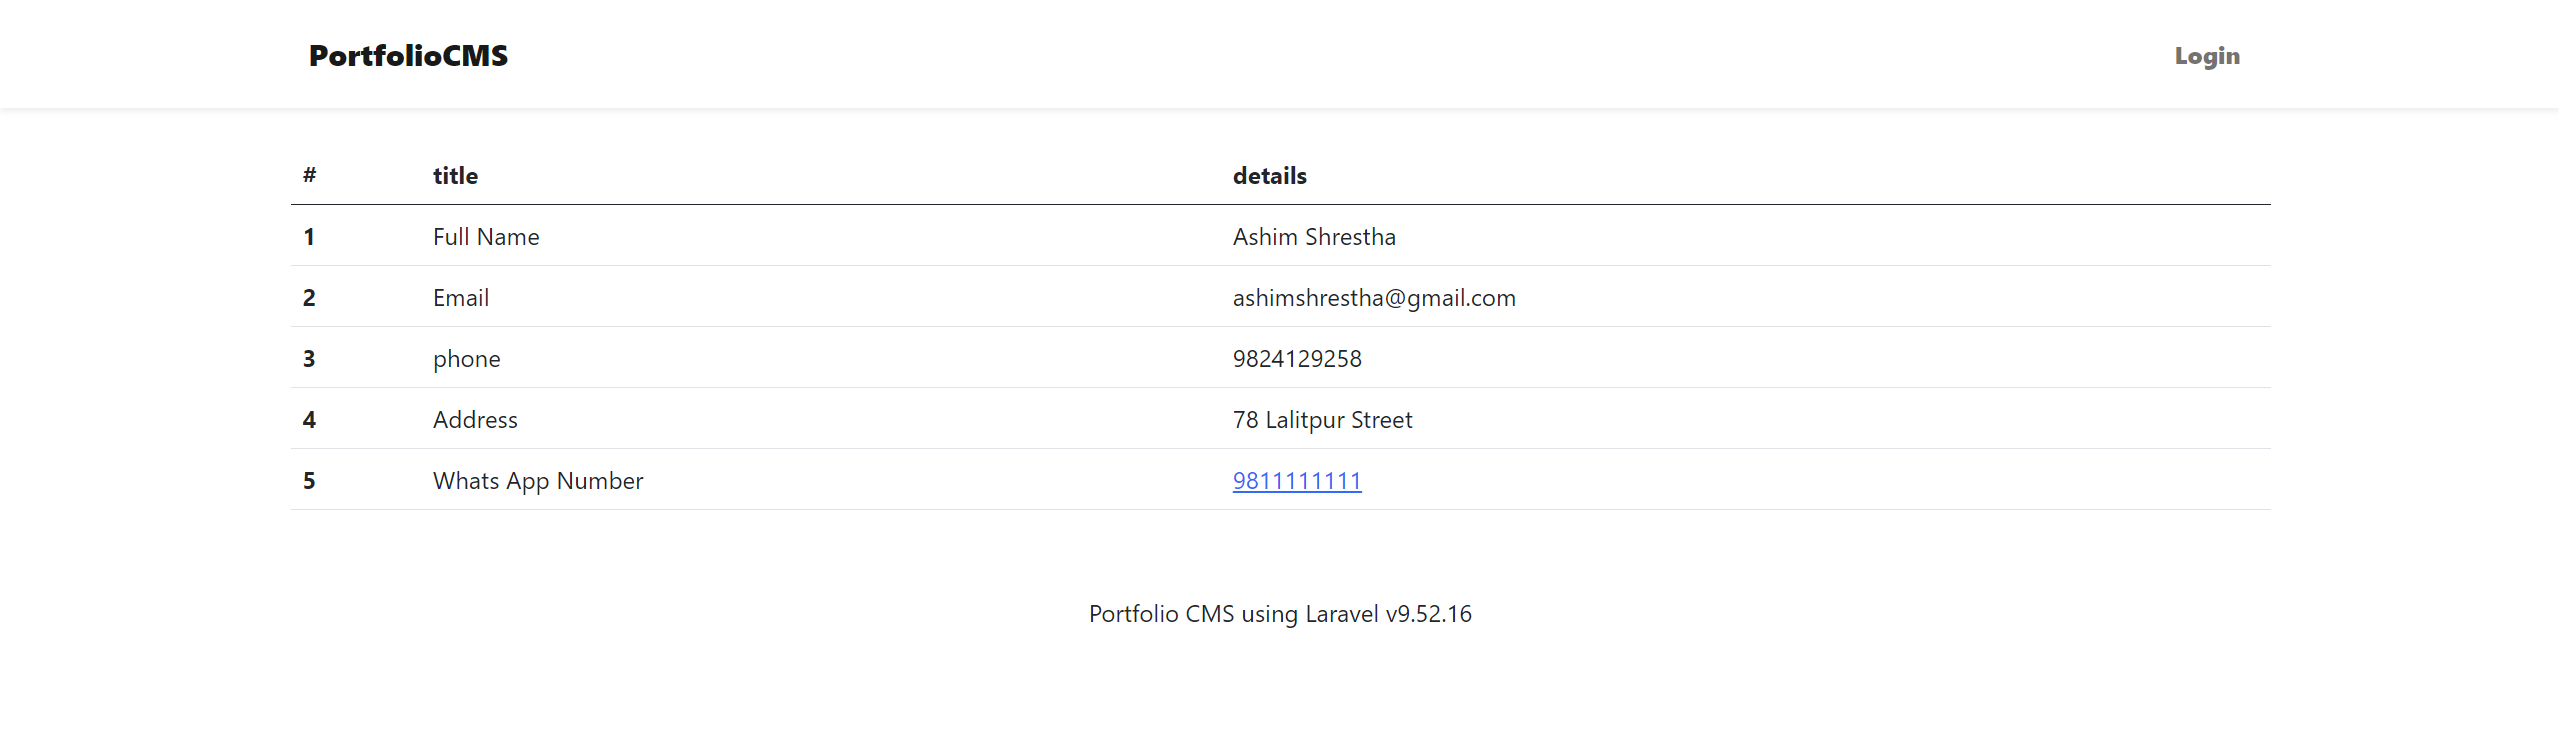 PortfolioCMS Login
# title details
1 Full Name Ashim Shrestha
2 Email ashimshrestha@gmail.com
3 phone 9824129258
4 Address 78 Lalitpur Street
5 Whats App Number 9811111111
Portfolio CMS using Laravel v9.52.16